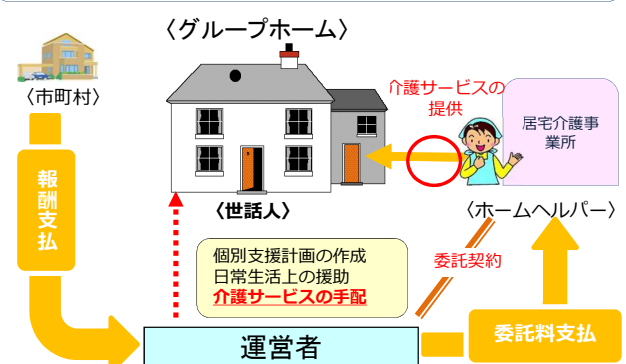 〈グループホーム〉
〈市町村〉
介護サービスの
提供
居宅介護事
業所
報酬支払
〈世話人〉
〈ホームヘルパー〉
個別支援計画の作成
日常生活上の援助
介護サービスの手配
委託契約
運営者
委託料支払